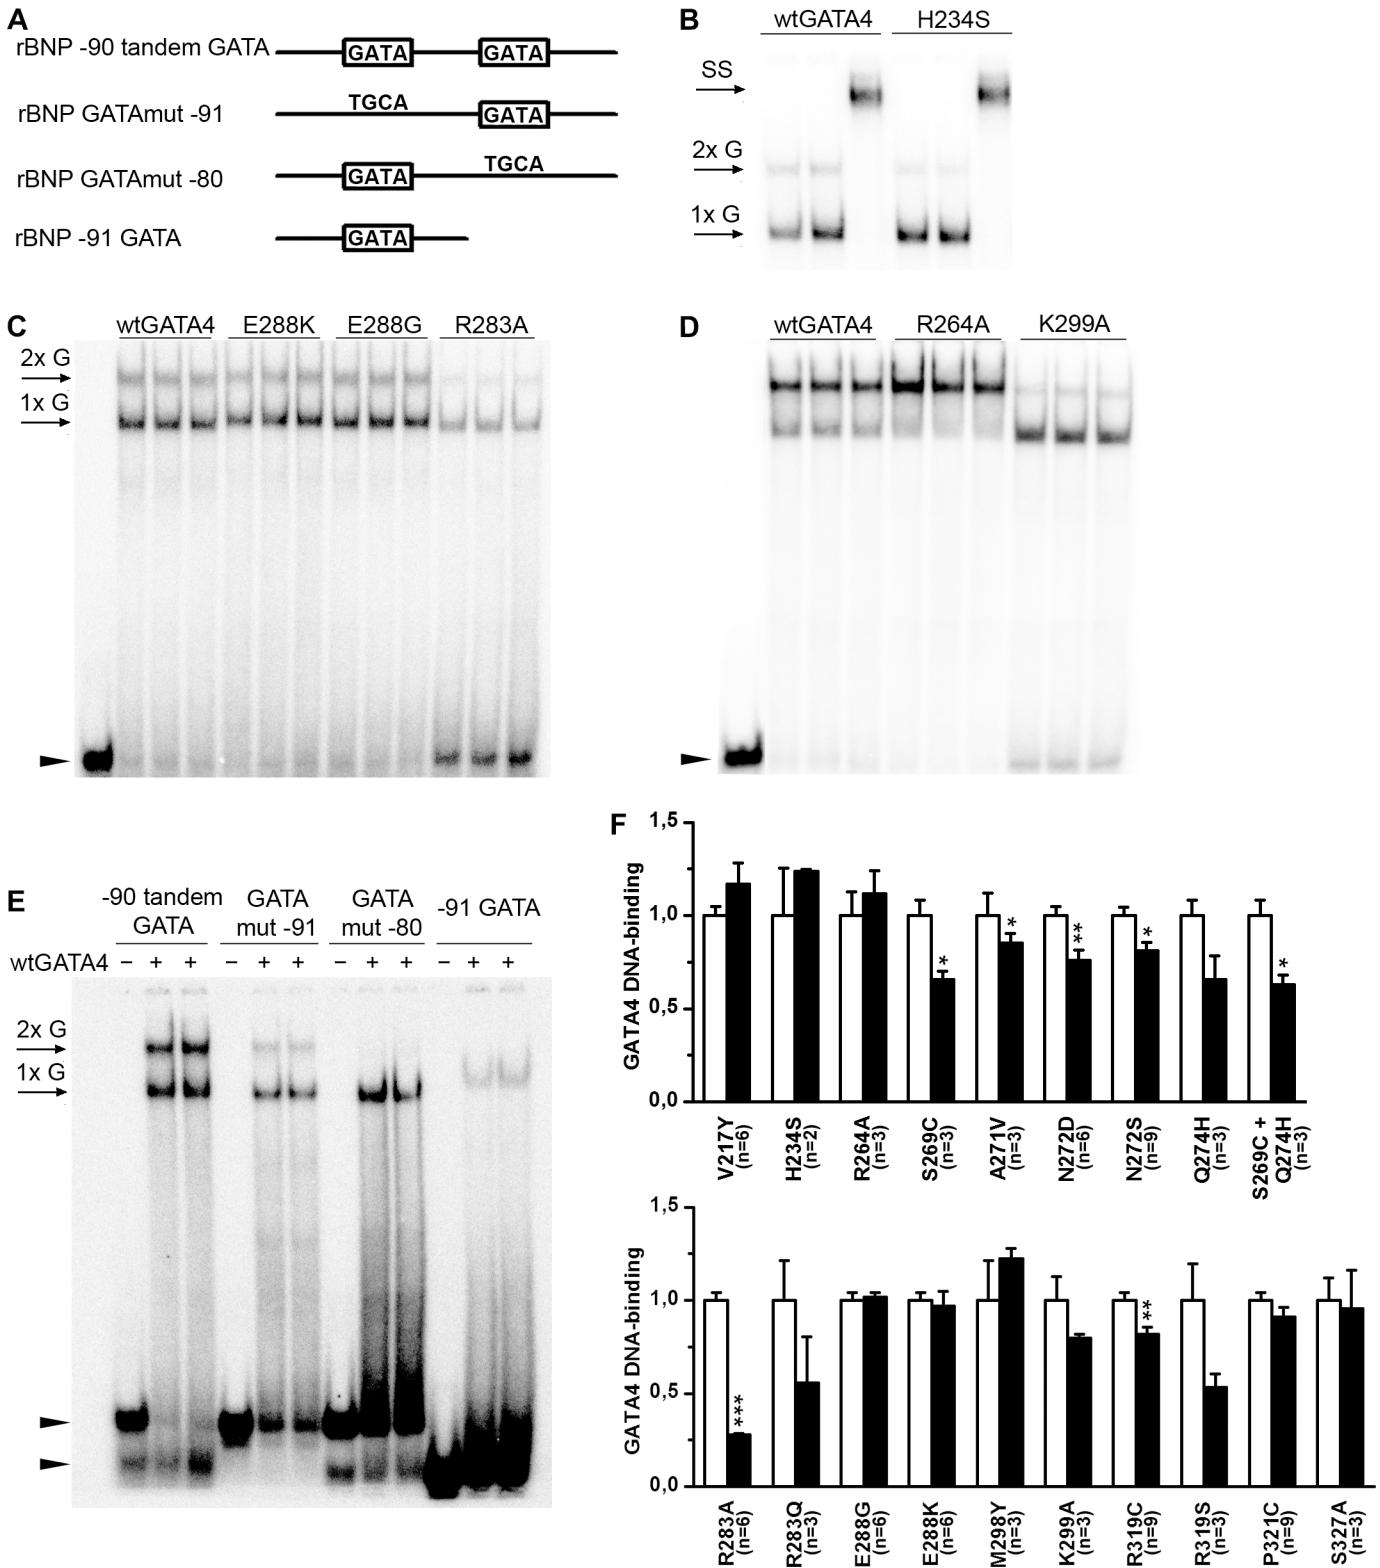 A
rBNP -90 tandem GATA
GATA
GATA
rBNP GATAmut -91
TGCA
GATA
rBNP GATAmut -80
GATA
TGCA
rBNP -91 GATA
GATA
B
wtGATA4
H234S
SS
2x G
1x G
C
wtGATA4
E288K
E288G
R283A
2x G
1x G
D
wtGATA4
R264A
K299A
E
-90 tandem
GATA
GATA
mut -91
GATA
mut -80
-91 GATA
wtGATA4 – + + – + + – + + – + +
2x G
1x G
F
GATA4 DNA-binding
1,5
1,0
0,5
0,0
*
*
**
*
*
V217Y
(n=6)
H234S
(n=2)
R264A
(n=3)
S269C
(n=3)
A271V
(n=3)
N272D
(n=6)
N272S
(n=9)
Q274H
(n=3)
S269C +
Q274H
(n=3)
GATA4 DNA-binding
1,5
1,0
0,5
0,0
***
**
R283A
(n=6)
R283Q
(n=3)
E288G
(n=6)
E288K
(n=6)
M298Y
(n=3)
K299A
(n=3)
R319C
(n=9)
R319S
(n=3)
P321C
(n=9)
S327A
(n=3)